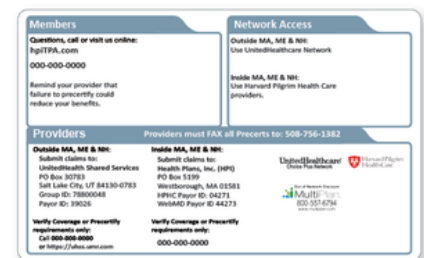 Members
Questions, call or visit us online:
hpiTPA.com
000-000-0000
Remind your provider that
failure to precertify could
reduce your benefits.
Network Access
Outside MA, ME & NH:
Use UnitedHealthcare Network
Inside MA, ME & NH:
Use Harvard Pilgrim Health Care
providers.
Providers
Providers must FAX all Precerts to: 508-756-1382
Outside MA, ME & NH:
Submit claims to:
UnitedHealth Shared Services
PO Box 30783
Salt Lake City, UT 84130-0783
Group ID: 78800048
Payor ID: 39026
Verify Coverage or Precertify
requirements only:
Call 000-000-0000
or https://uhss.umr.com
Inside MA, ME & NH:
Submit claims to:
Health Plans, Inc. (HPI)
PO Box 5199
Westborough, MA 01581
HPHC Payor ID: 04271
WebMD Payor ID 44273
Verify Coverage or Precertify
requirements only:
000-000-0000
UnitedHealthcare
Choice Plus Network
Harvard Pilgrim
HealthCare
Out of Network Discount
MultiPlan
800-557-6794
www.multiplan.com